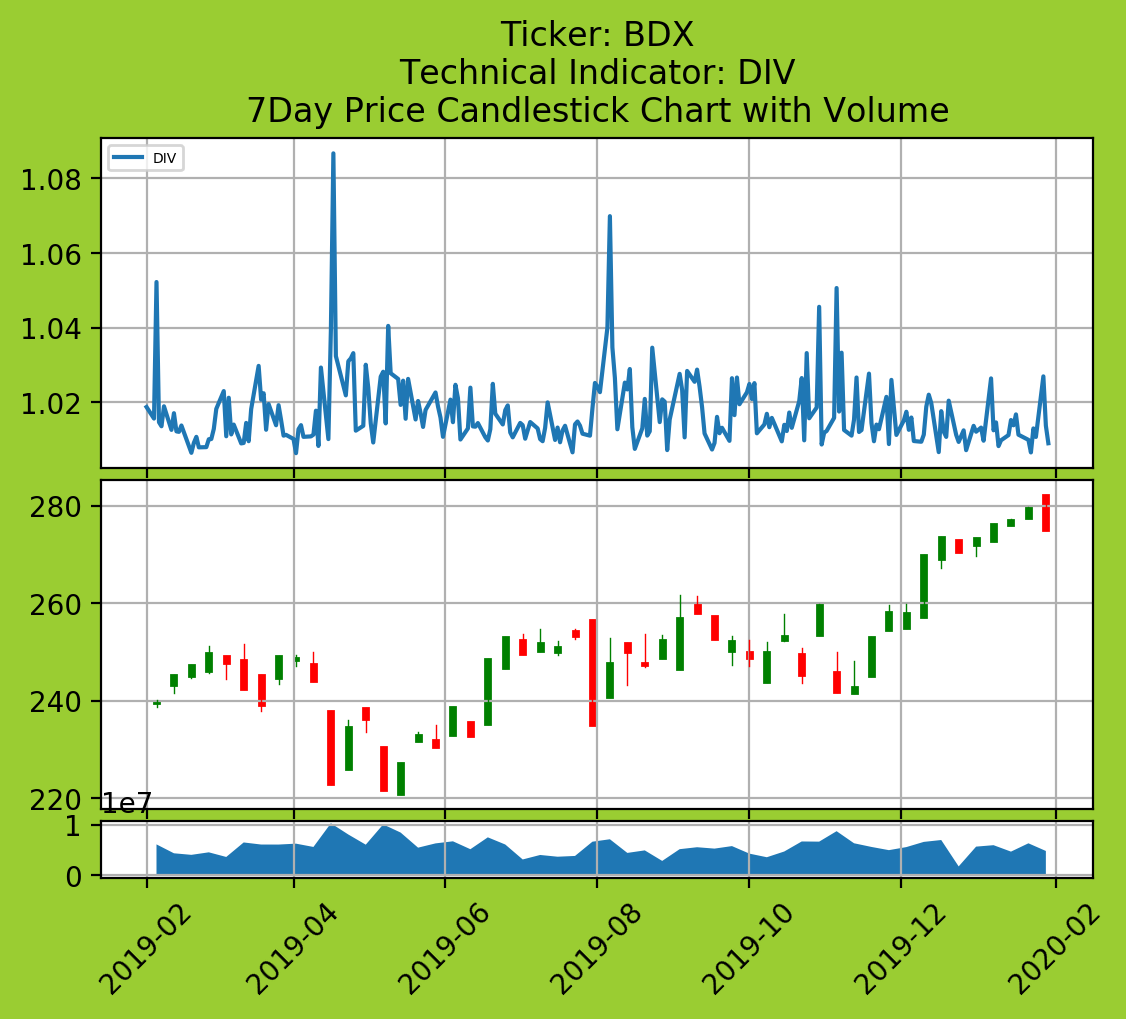 Ticker: BDX
Technical Indicator: DIV
7Day Price Candlestick Chart with Volume
DIV
1.08
1.06
1.04
1.02
280
260
240
220
1e7
1
0
2019-02 2019-04 2019-06 2019-08 2019-10 2019-12 2020-02